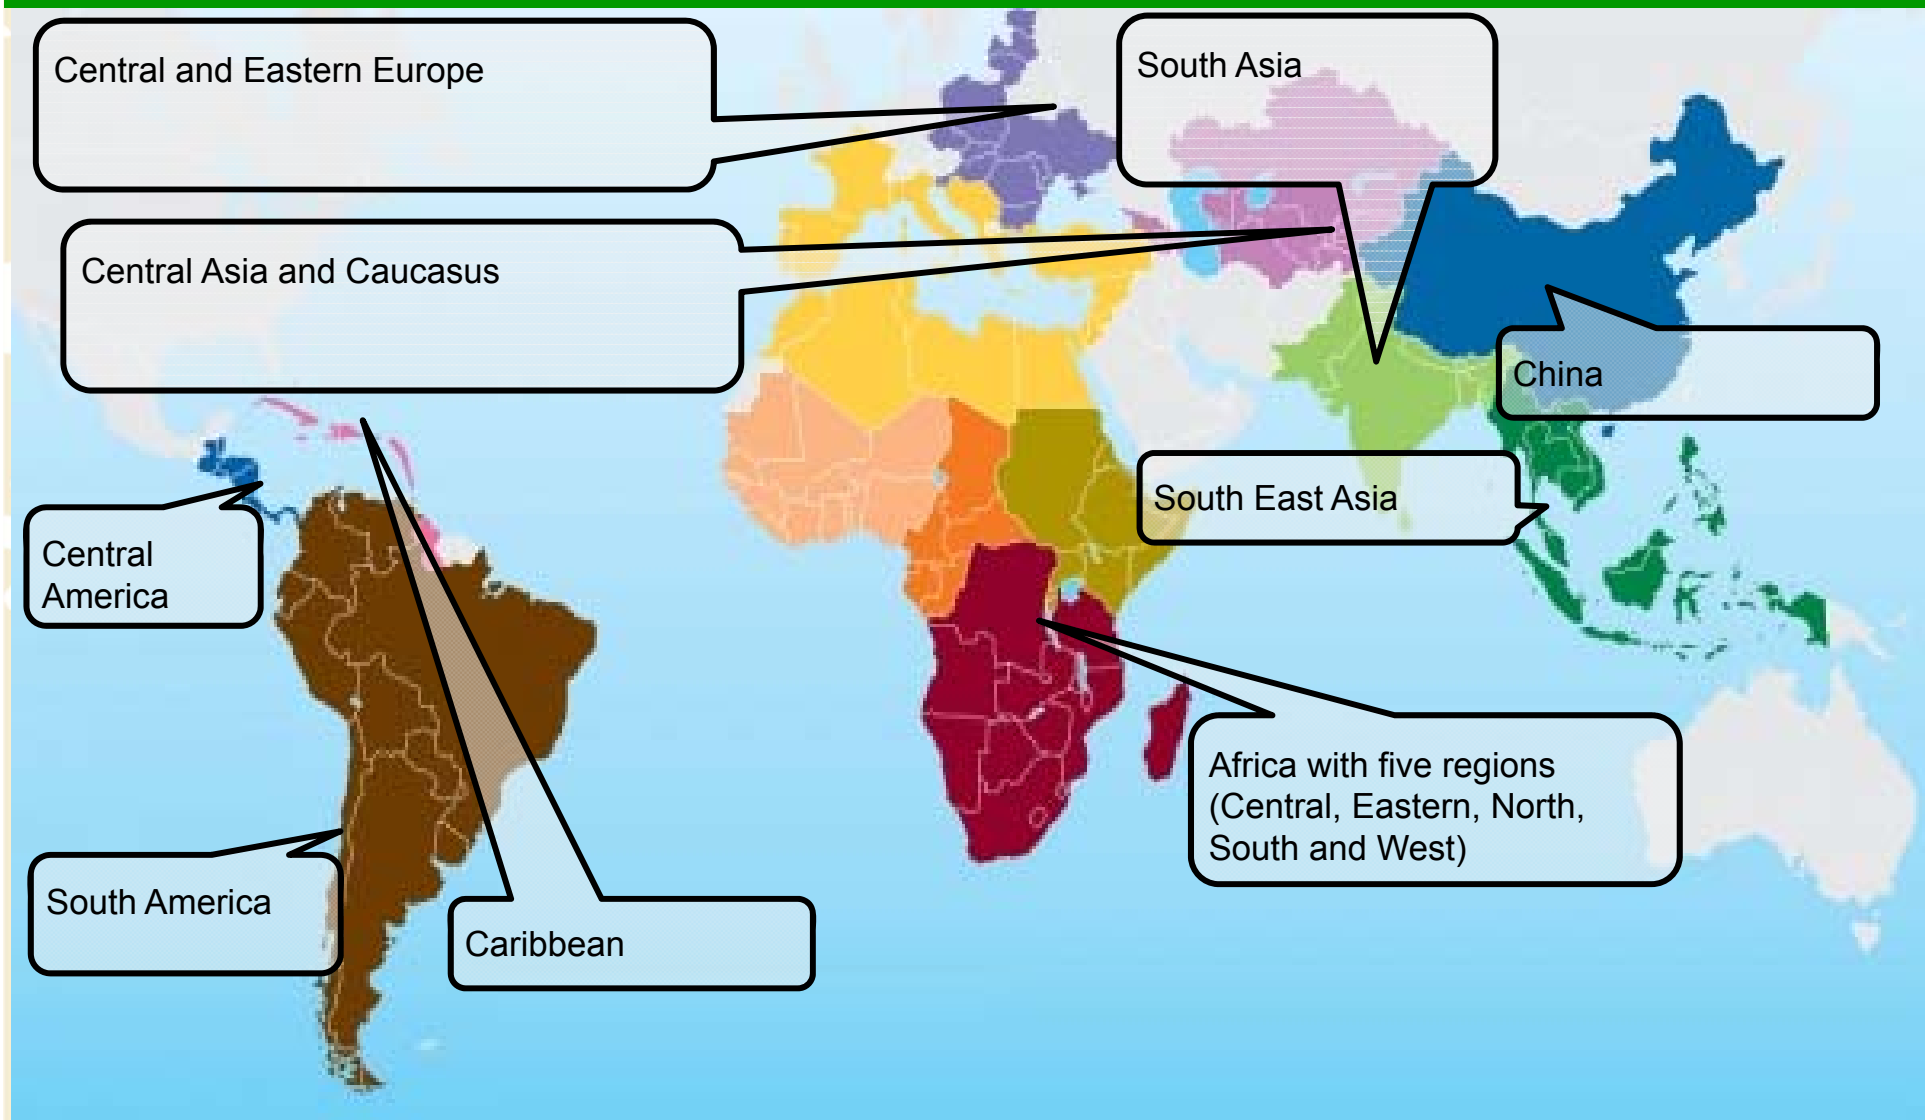 Central and Eastern Europe
South Asia
Central Asia and Caucasus
China
South East Asia
Central
America
Africa with five regions
(Central, Eastern, North,
South and West)
South America
Caribbean